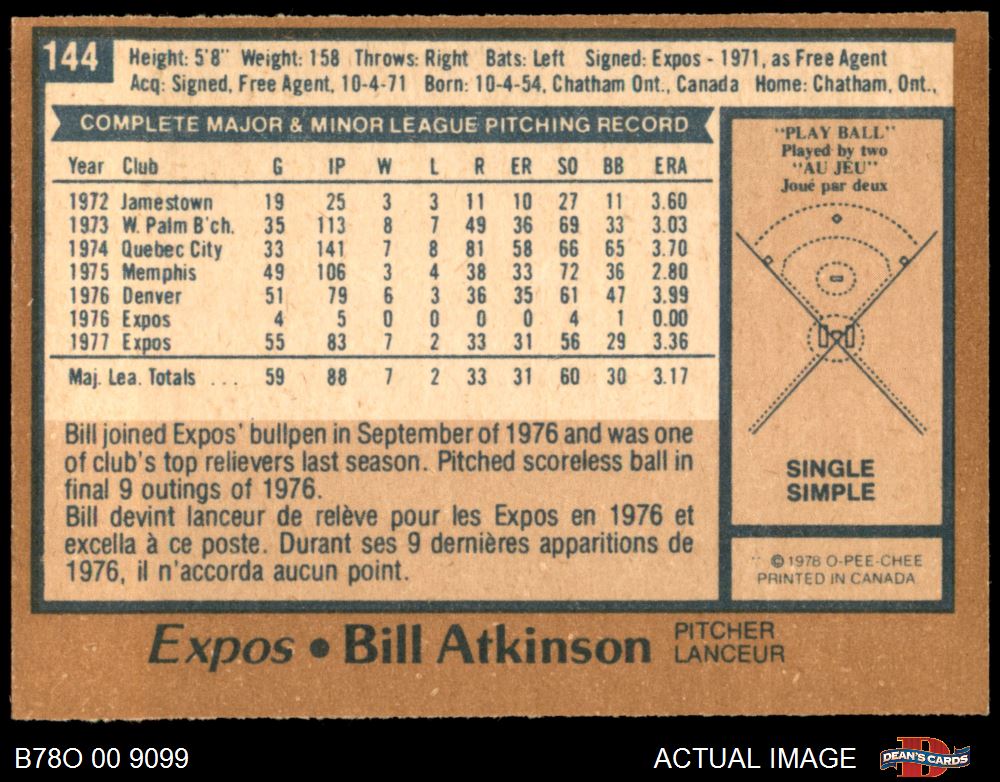 144
Height: 5'8" Weight: 158 Throws: Right Bats: Left Signed: Expos - 1971, as Free Agent
Acq: Signed, Free Agent, 10-4-71 Born: 10-4-54, Chatham Ont., Canada Home: Chatham, Ont.,
COMPLETE MAJOR & MINOR LEAGUE PITCHING RECORD
Year Club G IP W L R ER SO BB ERA
1972 Jamestown 19 25 3 3 11 10 27 11 3.60
1973 W. Palm B'ch. 35 113 8 7 49 36 69 33 3.03
1974 Quebec City 33 141 7 8 81 58 66 65 3.70
1975 Memphis 49 106 3 4 38 33 72 36 2.80
1976 Denver 51 79 6 3 36 35 61 47 3.99
1976 Expos 4 5 0 0 0 0 4 1 0.00
1977 Expos 55 83 7 2 33 31 56 29 3.36
Maj. Lea. Totals ... 59 88 7 2 33 31 60 30 3.17
Bill joined Expos' bullpen in September of 1976 and was one
of club's top relievers last season. Pitched scoreless ball in
final 9 outings of 1976.
Bill devint lanceur de relève pour les Expos en 1976 et
excella à ce poste. Durant ses 9 dernières apparitions de
1976, il n'accorda aucun point.
"PLAY BALL"
Played by two
"AU JEU"
Joué par deux
SINGLE
SIMPLE
©1978 O-PEE-CHEE
PRINTED IN CANADA
Expos • Bill Atkinson
PITCHER
LANCEUR
B78O 00 9099
ACTUAL IMAGE
DEAN'S CARDS